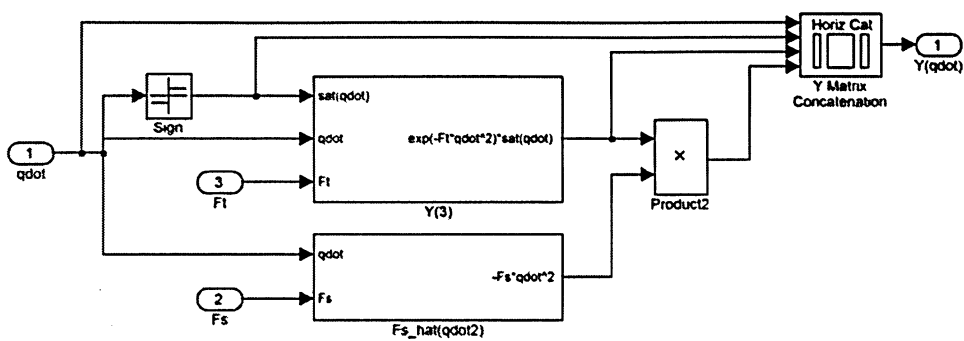 Horiz Cat
1
Y(qdot)
Y Matrix
Concatenation
Sign
sat(qdot)
qdot
exp(-Ft*qdot^2)*sat(qdot)
Ft
Y(3)
1
qdot
3
Ft
×
Product2
qdot
-Fs*qdot^2
Fs
Fs_hat(qdot2)
2
Fs